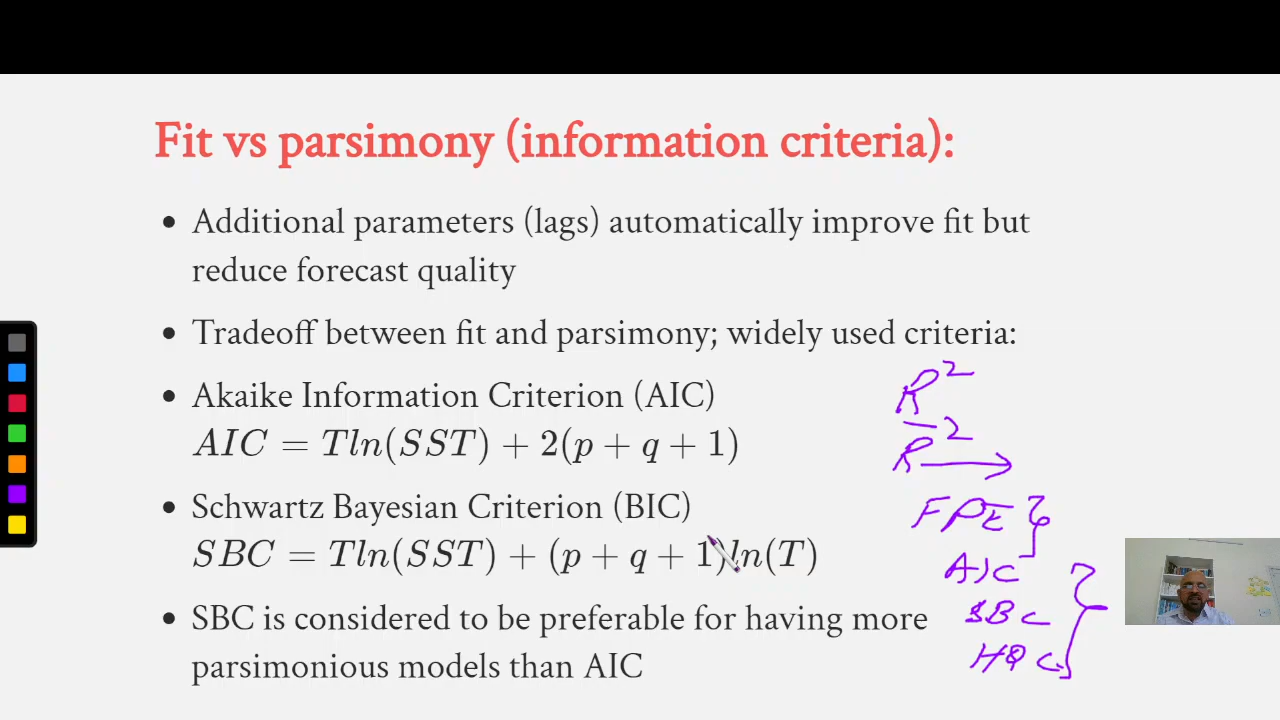 Fit vs parsimony (information criteria):
• Additional parameters (lags) automatically improve fit but
reduce forecast quality
• Tradeoff between fit and parsimony; widely used criteria:
• Akaike Information Criterion (AIC)
AIC = Tln(SST) + 2(p + q + 1)
• Schwartz Bayesian Criterion (BIC)
SBC = Tln(SST) + (p + q + 1)ln(T)
• SBC is considered to be preferable for having more
parsimonious models than AIC
R²
R̅² →
FPE
AIC
SBC
HQC